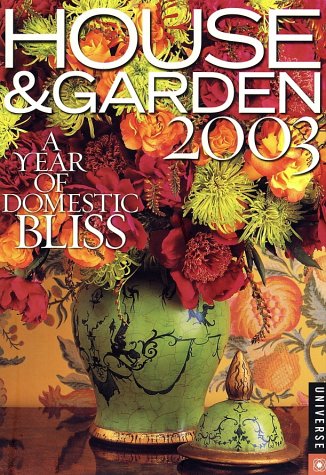 HOUSE
&GARDEN
2003
A
YEAR
OF
DOMESTIC
BLISS
UNIVERSE